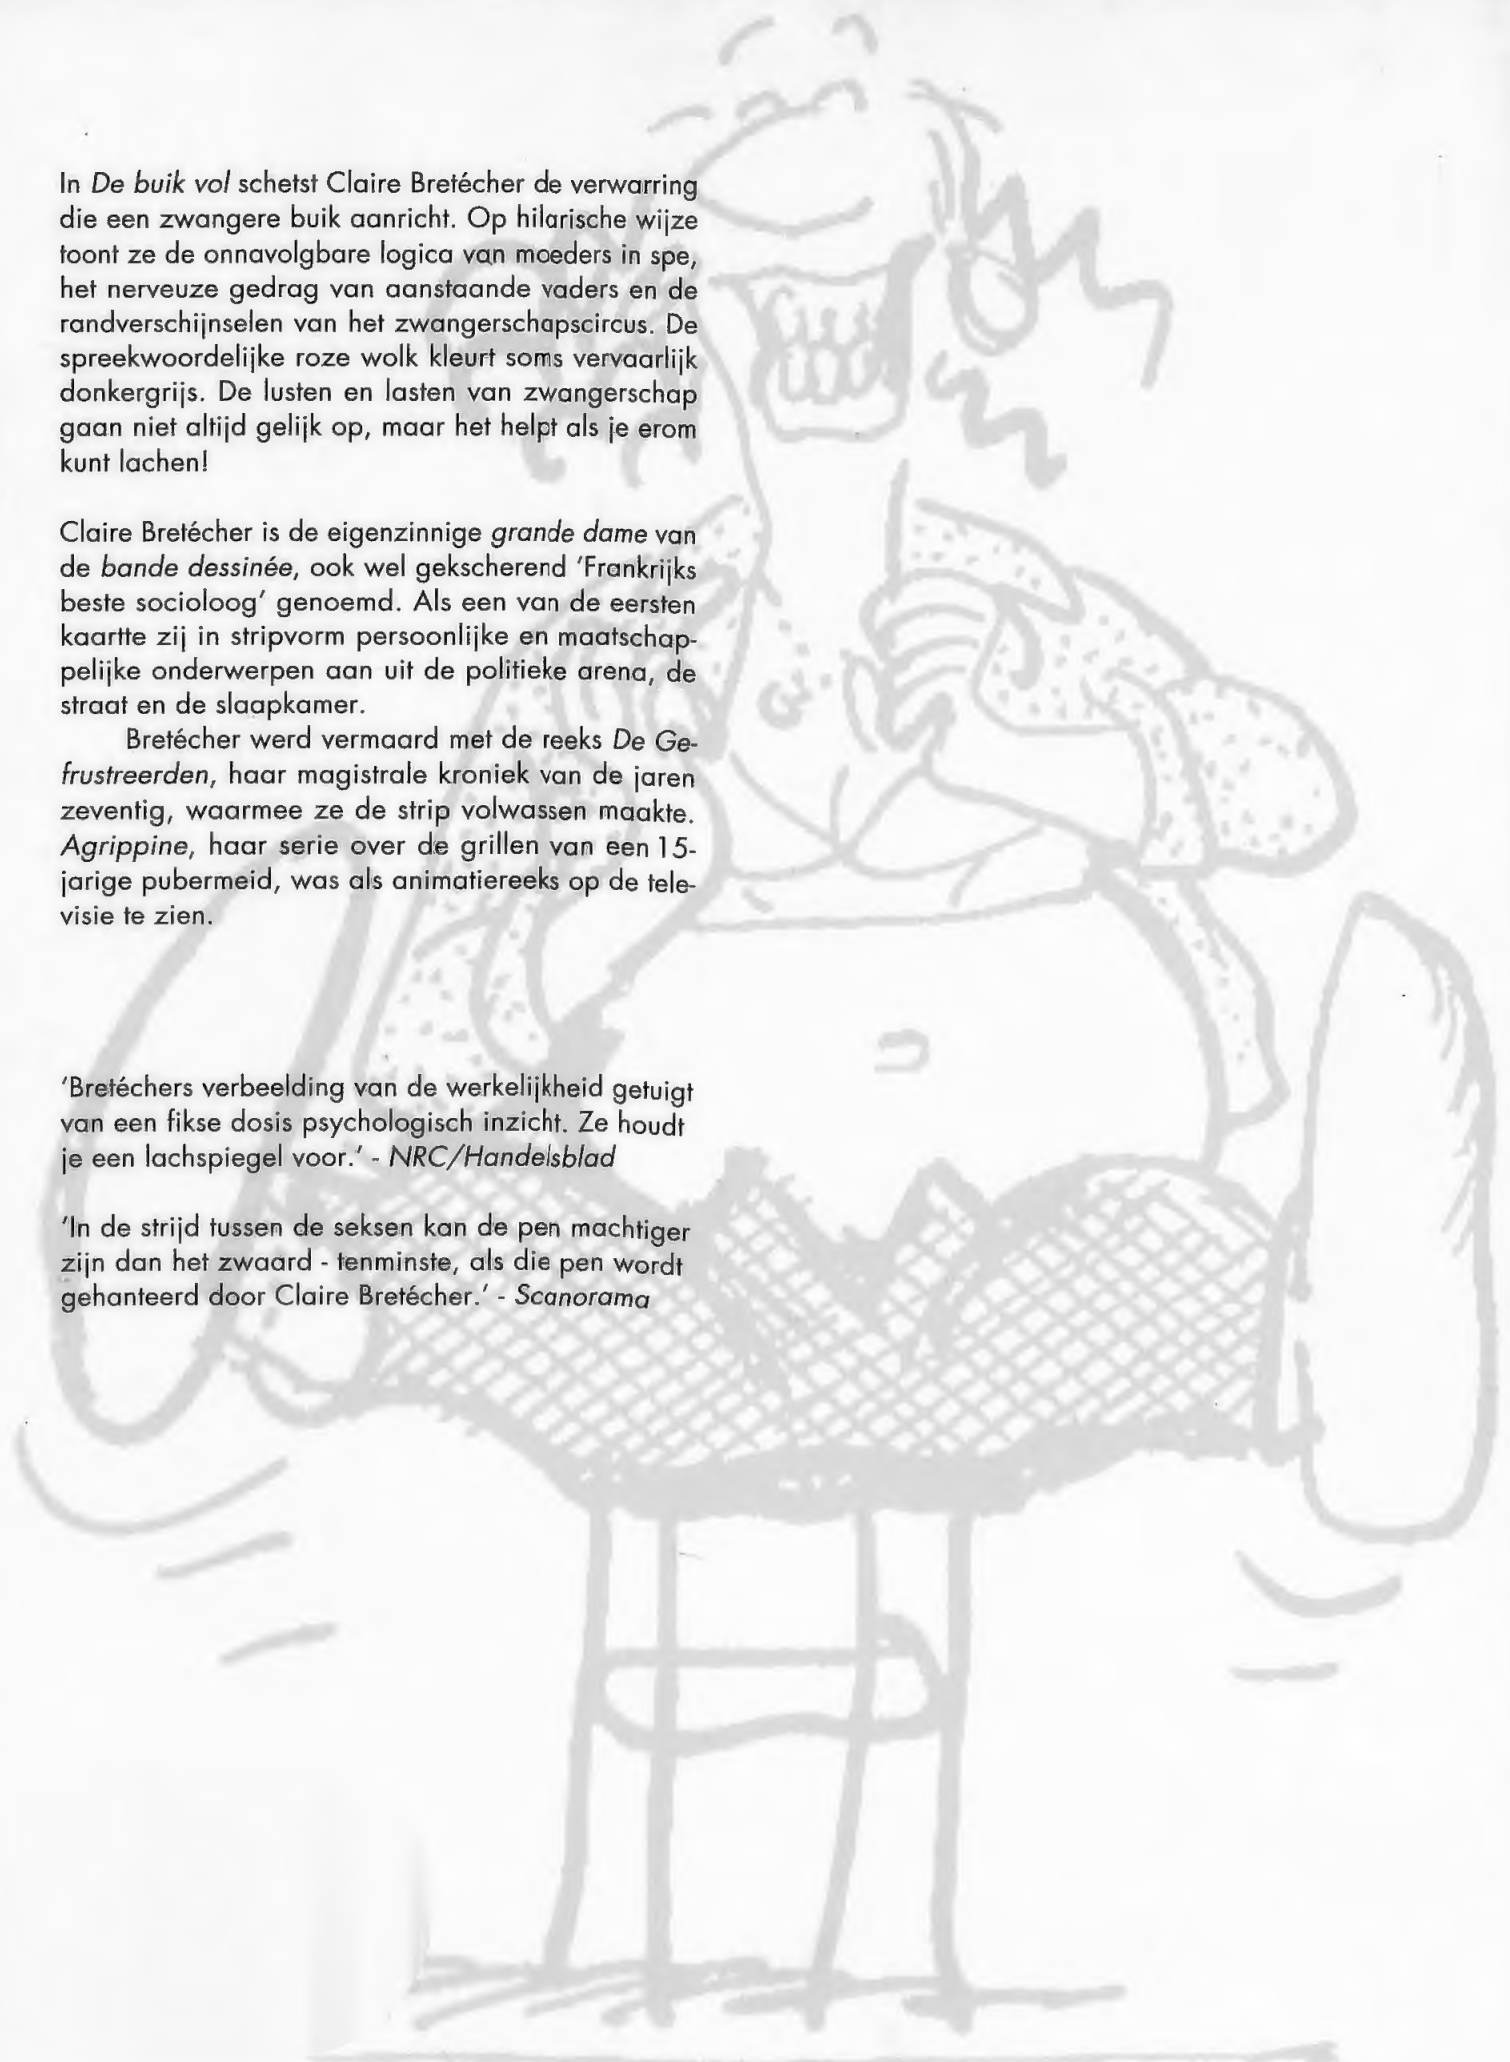 In De buik vol schetst Claire Bretécher de verwarring
die een zwangere buik aanricht. Op hilarische wijze
toont ze de onnavolgbare logica van moeders in spe,
het nerveuze gedrag van aanstaande vaders en de
randverschijnselen van het zwangerschapscircus. De
spreekwoordelijke roze wolk kleurt soms vervaarlijk
donkergrijs. De lusten en lasten van zwangerschap
gaan niet altijd gelijk op, maar het helpt als je erom
kunt lachen!
Claire Bretécher is de eigenzinnige grande dame van
de bande dessinée, ook wel gekscherend 'Frankrijks
beste socioloog' genoemd. Als een van de eersten
kaartte zij in stripvorm persoonlijke en maatschap-
pelijke onderwerpen aan uit de politieke arena, de
straat en de slaapkamer.
Bretécher werd vermaard met de reeks De Ge-
frustreerden, haar magistrale kroniek van de jaren
zeventig, waarmee ze de strip volwassen maakte.
Agrippine, haar serie over de grillen van een 15-
jarige pubermeid, was als animatiereeks op de tele-
visie te zien.
'Bretéchers verbeelding van de werkelijkheid getuigt
van een fikse dosis psychologisch inzicht. Ze houdt
je een lachspiegel voor.' - NRC/Handelsblad
'In de strijd tussen de seksen kan de pen machtiger
zijn dan het zwaard - tenminste, als die pen wordt
gehanteerd door Claire Bretécher.' - Scanorama